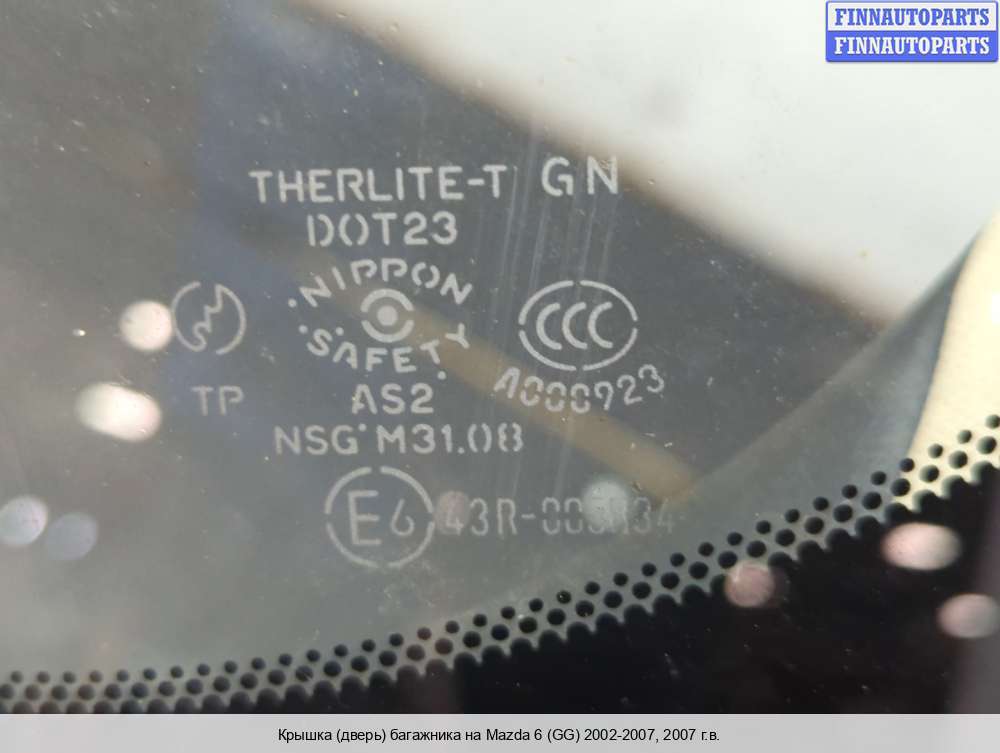 FINNAUTOPARTS
FINNAUTOPARTS
THERLITE-T GN
DOT23
NIPPON
SAFETY
CCC
TP
AS2
A000723
NSG M31.08
E6
Крышка (дверь) багажника на Mazda 6 (GG) 2002-2007, 2007 г.в.